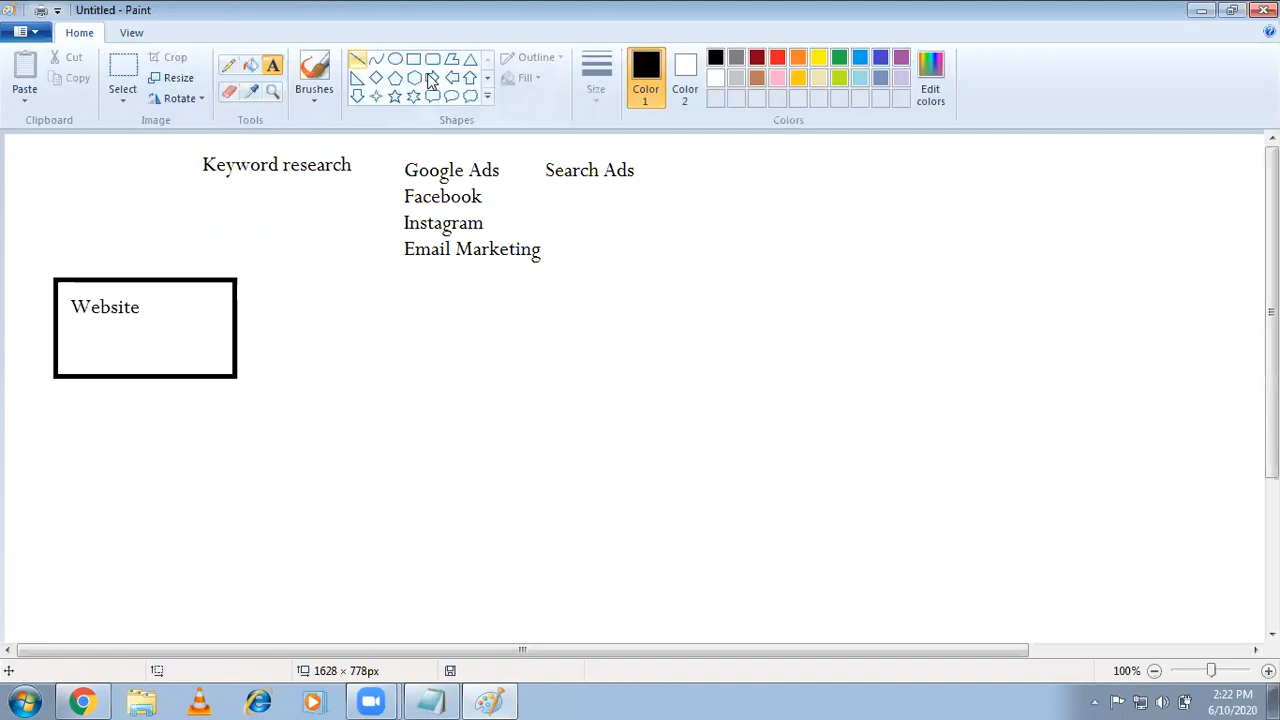 Untitled - Paint
Home
View
Paste
Cut
Copy
Clipboard
Select
Crop
Resize
Rotate
Image
A
Tools
Brushes
Shapes
Outline
Fill
Size
Color 1
Color 2
Edit colors
Colors
Keyword research
Google Ads
Search Ads
Facebook
Instagram
Email Marketing
Website
1628 × 778px
100%
2:22 PM
6/10/2020